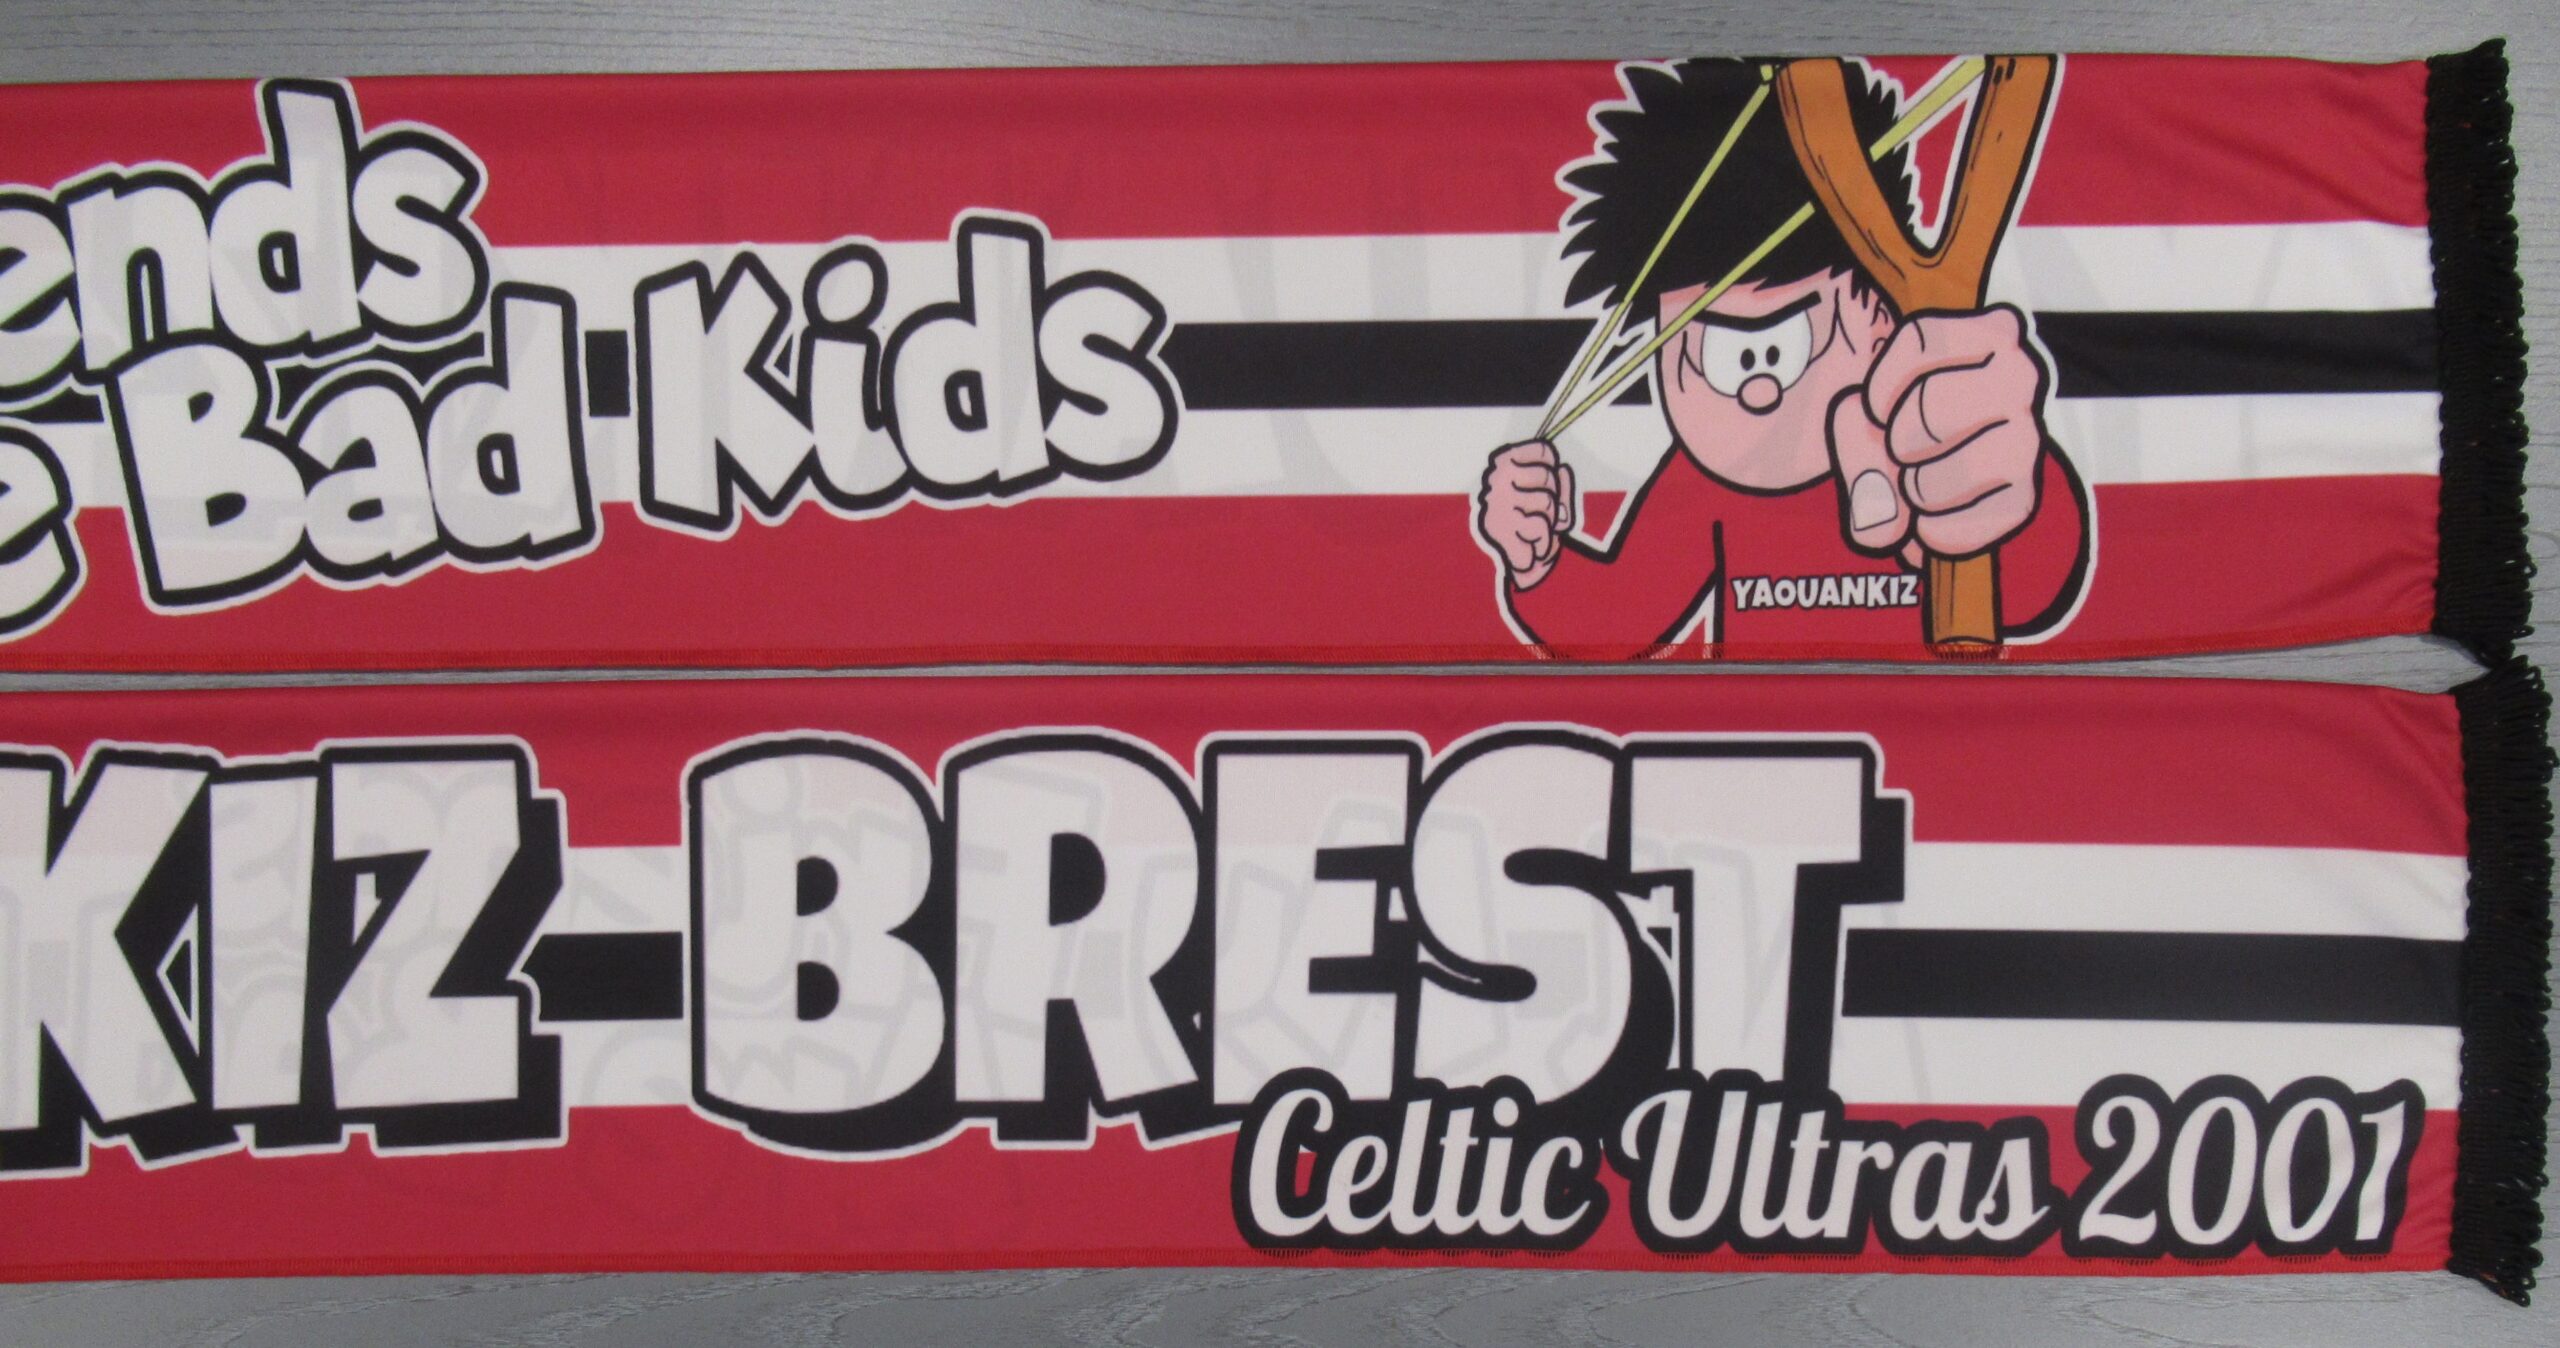 ends
e Bad Kids
YAOUANKIZ
KIZ BREST
Celtic Ultras 2001